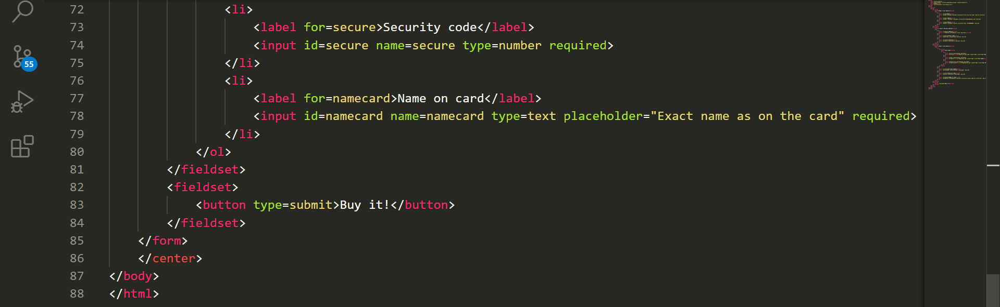 72 <li>
73 <label for=secure>Security code</label>
74 <input id=secure name=secure type=number required>
75 </li>
76 <li>
77 <label for=namecard>Name on card</label>
78 <input id=namecard name=namecard type=text placeholder="Exact name as on the card" required>
79 </li>
80 </ol>
81 </fieldset>
82 <fieldset>
83 <button type=submit>Buy it!</button>
84 </fieldset>
85 </form>
86 </center>
87 </body>
88 </html>
55